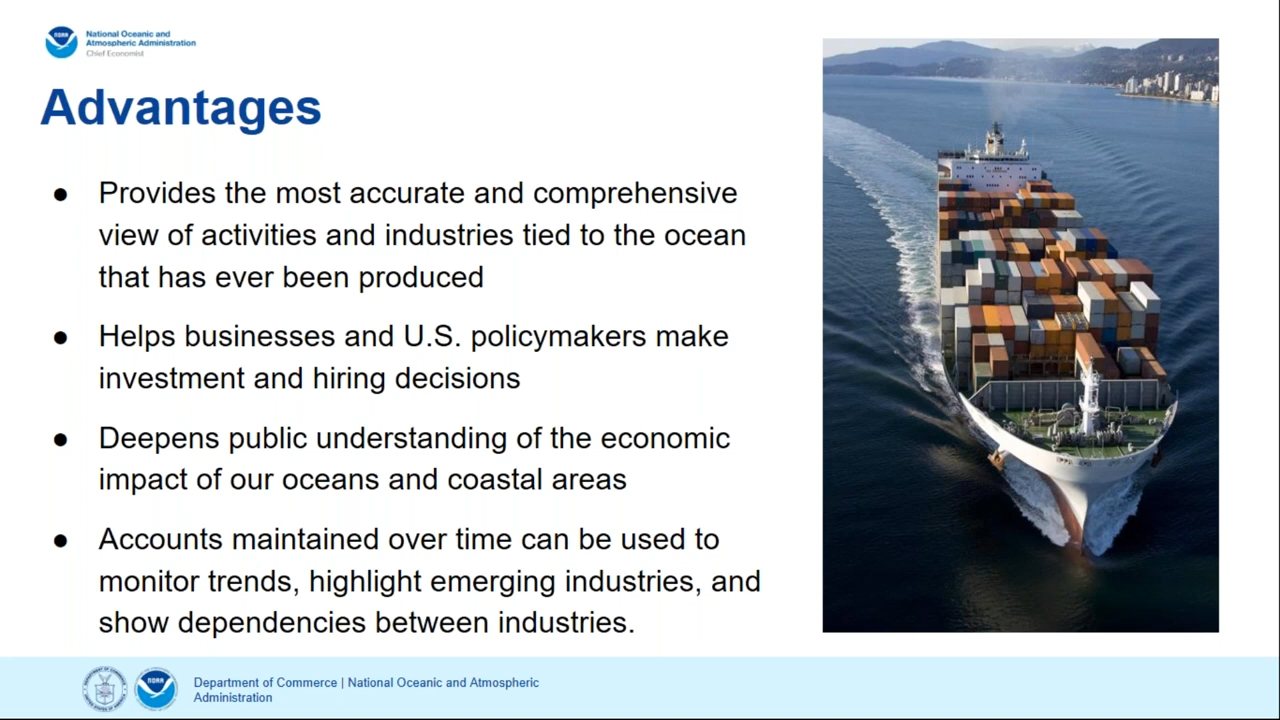 NOAA
National Oceanic and
Atmospheric Administration
Chief Economist
Advantages
● Provides the most accurate and comprehensive
view of activities and industries tied to the ocean
that has ever been produced
● Helps businesses and U.S. policymakers make
investment and hiring decisions
● Deepens public understanding of the economic
impact of our oceans and coastal areas
● Accounts maintained over time can be used to
monitor trends, highlight emerging industries, and
show dependencies between industries.
NOAA
Department of Commerce | National Oceanic and Atmospheric
Administration